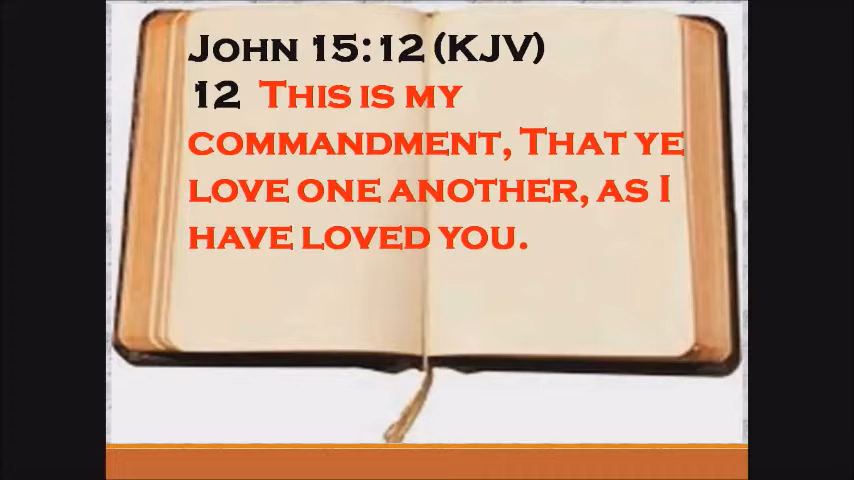 John 15:12 (KJV)
12 This is my
commandment, That ye
love one another, as I
have loved you.